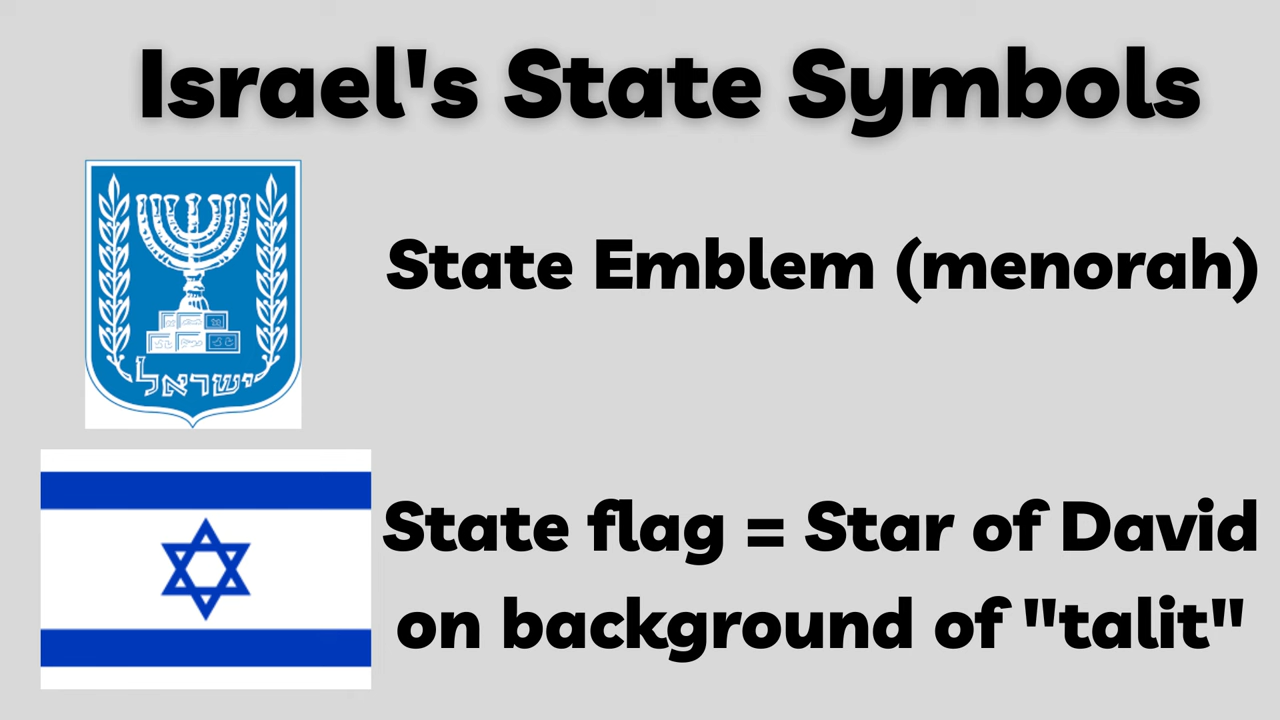 Israel's State Symbols
State Emblem (menorah)
ישראל
State flag = Star of David
on background of "talit"